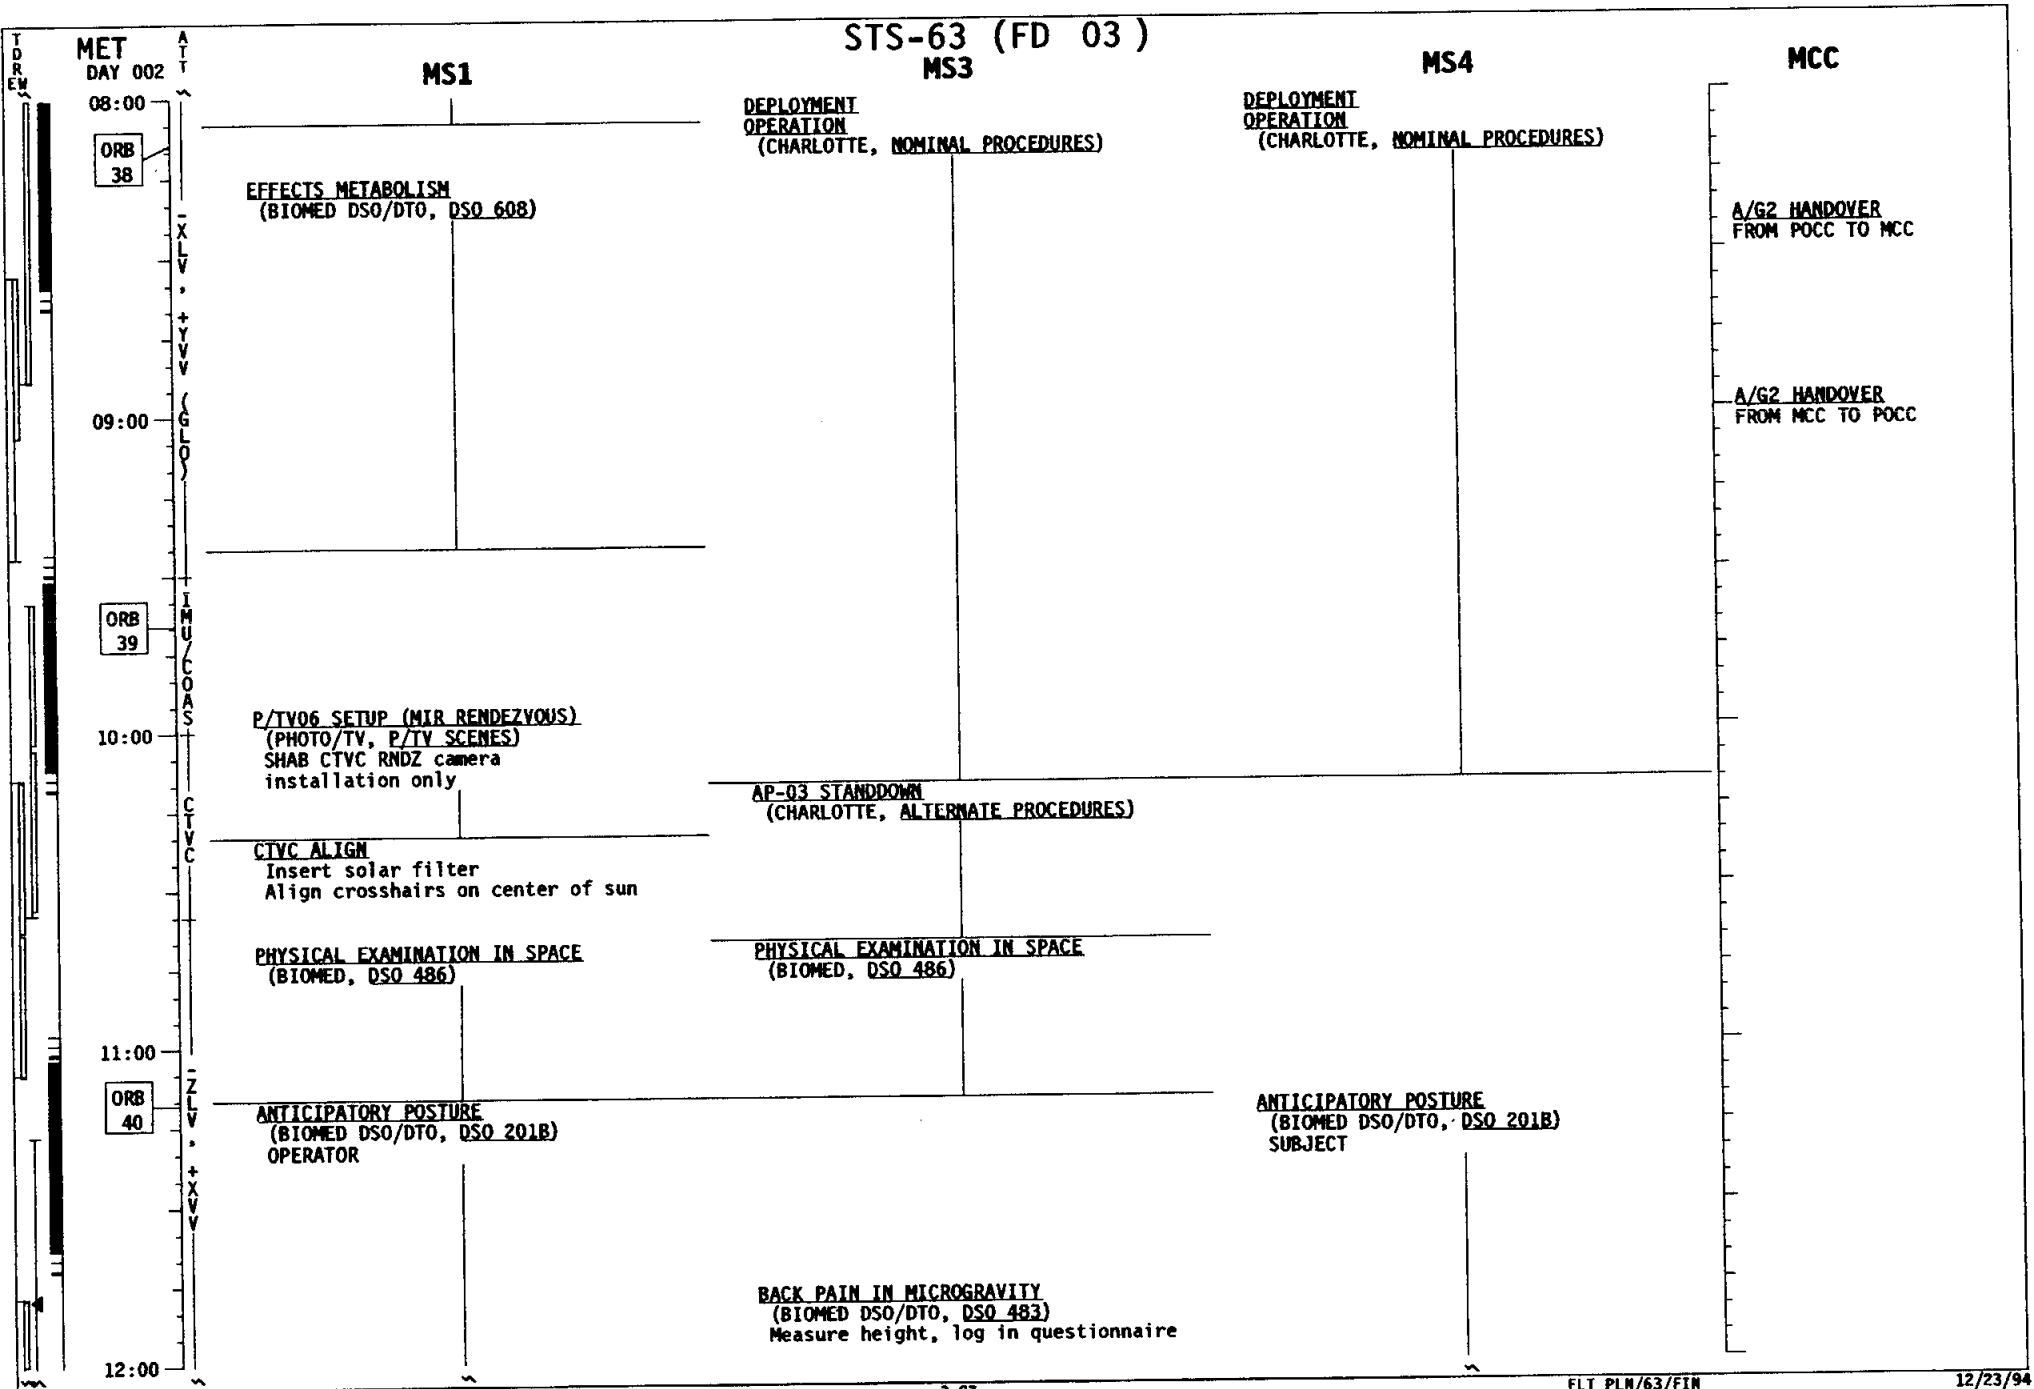 STS-63 (FD 03 )
TDR
EW
MET
DAY 002
ATT
MS1
MS3
MS4
MCC
08:00
ORB
38
-XLV, +YVV (GLO)
09:00
IMU/COAS
ORB
39
10:00
CTVC
11:00
ORB
40
-ZLV, +XVV
12:00
EFFECTS METABOLISM
(BIOMED DSO/DTO, DSO 608)
P/TV06 SETUP (MIR RENDEZVOUS)
(PHOTO/TV, P/TV SCENES)
SHAB CTVC RNDZ camera
installation only
CTVC ALIGN
Insert solar filter
Align crosshairs on center of sun
PHYSICAL EXAMINATION IN SPACE
(BIOMED, DSO 486)
ANTICIPATORY POSTURE
(BIOMED DSO/DTO, DSO 201B)
OPERATOR
DEPLOYMENT
OPERATION
(CHARLOTTE, NOMINAL PROCEDURES)
AP-03 STANDDOWN
(CHARLOTTE, ALTERNATE PROCEDURES)
PHYSICAL EXAMINATION IN SPACE
(BIOMED, DSO 486)
BACK PAIN IN MICROGRAVITY
(BIOMED DSO/DTO, DSO 483)
Measure height, log in questionnaire
DEPLOYMENT
OPERATION
(CHARLOTTE, NOMINAL PROCEDURES)
ANTICIPATORY POSTURE
(BIOMED DSO/DTO, DSO 201B)
SUBJECT
A/G2 HANDOVER
FROM POCC TO MCC
A/G2 HANDOVER
FROM MCC TO POCC
FLT PLN/63/FIN
12/23/94